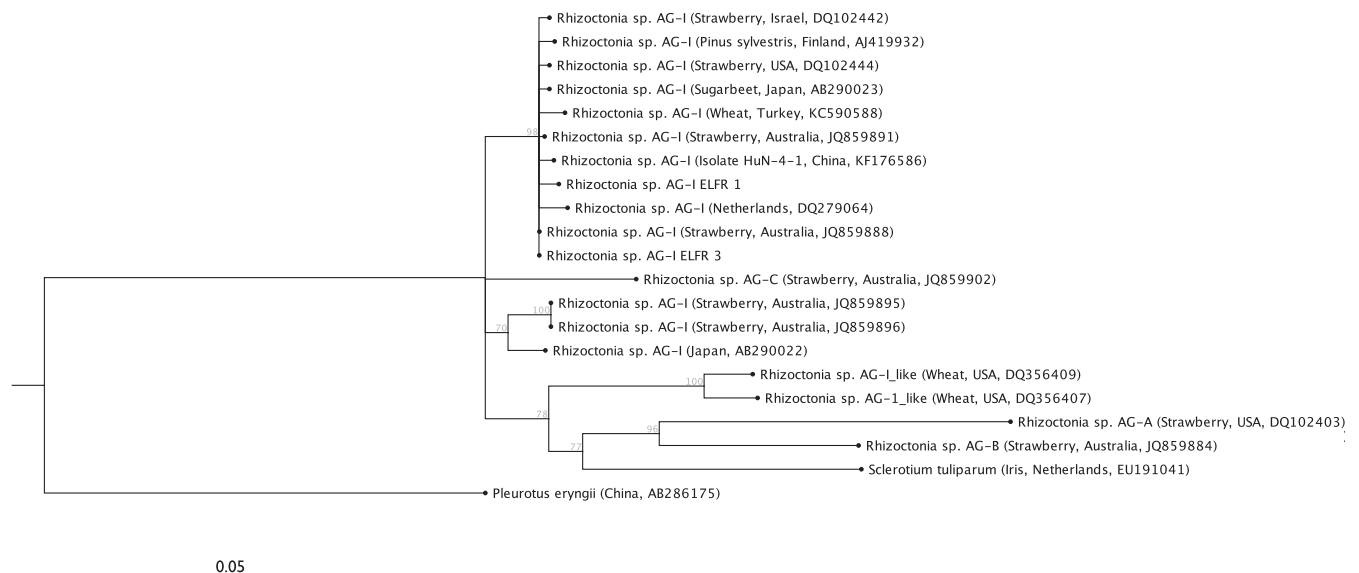 Rhizoctonia sp. AG-I (Strawberry, Israel, DQ102442)
Rhizoctonia sp. AG-I (Pinus sylvestris, Finland, AJ419932)
Rhizoctonia sp. AG-I (Strawberry, USA, DQ102444)
Rhizoctonia sp. AG-I (Sugarbeet, Japan, AB290023)
Rhizoctonia sp. AG-I (Wheat, Turkey, KC590588)
98
Rhizoctonia sp. AG-I (Strawberry, Australia, JQ859891)
Rhizoctonia sp. AG-I (Isolate HuN-4-1, China, KF176586)
Rhizoctonia sp. AG-I ELFR 1
Rhizoctonia sp. AG-I (Netherlands, DQ279064)
Rhizoctonia sp. AG-I (Strawberry, Australia, JQ859888)
Rhizoctonia sp. AG-I ELFR 3
Rhizoctonia sp. AG-C (Strawberry, Australia, JQ859902)
Rhizoctonia sp. AG-I (Strawberry, Australia, JQ859895)
100
Rhizoctonia sp. AG-I (Strawberry, Australia, JQ859896)
70
Rhizoctonia sp. AG-I (Japan, AB290022)
Rhizoctonia sp. AG-I_like (Wheat, USA, DQ356409)
100
Rhizoctonia sp. AG-1_like (Wheat, USA, DQ356407)
78
Rhizoctonia sp. AG-A (Strawberry, USA, DQ102403)
96
Rhizoctonia sp. AG-B (Strawberry, Australia, JQ859884)
77
Sclerotium tuliparum (Iris, Netherlands, EU191041)
Pleurotus eryngii (China, AB286175)
0.05